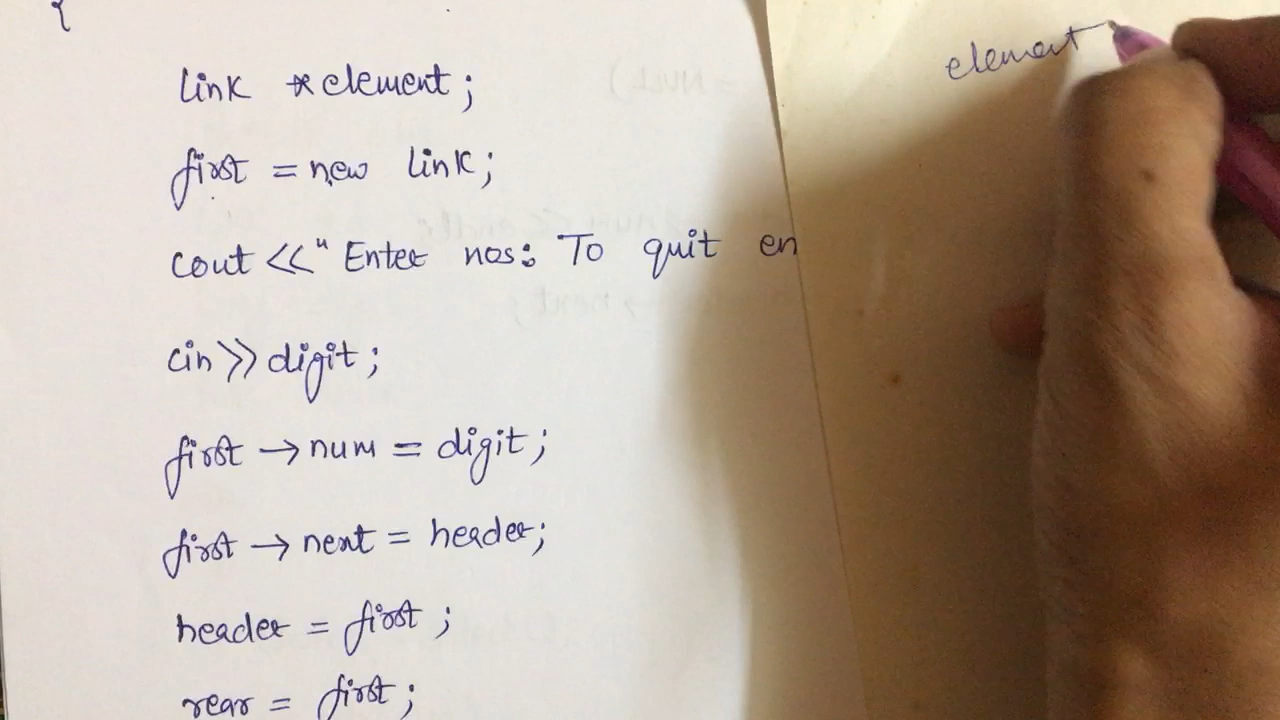 {
link *element;
first = new link;
cout << " Enter nos: To quit en
cin >> digit;
first → num = digit;
first → next = header;
header = first;
rear = first;
element